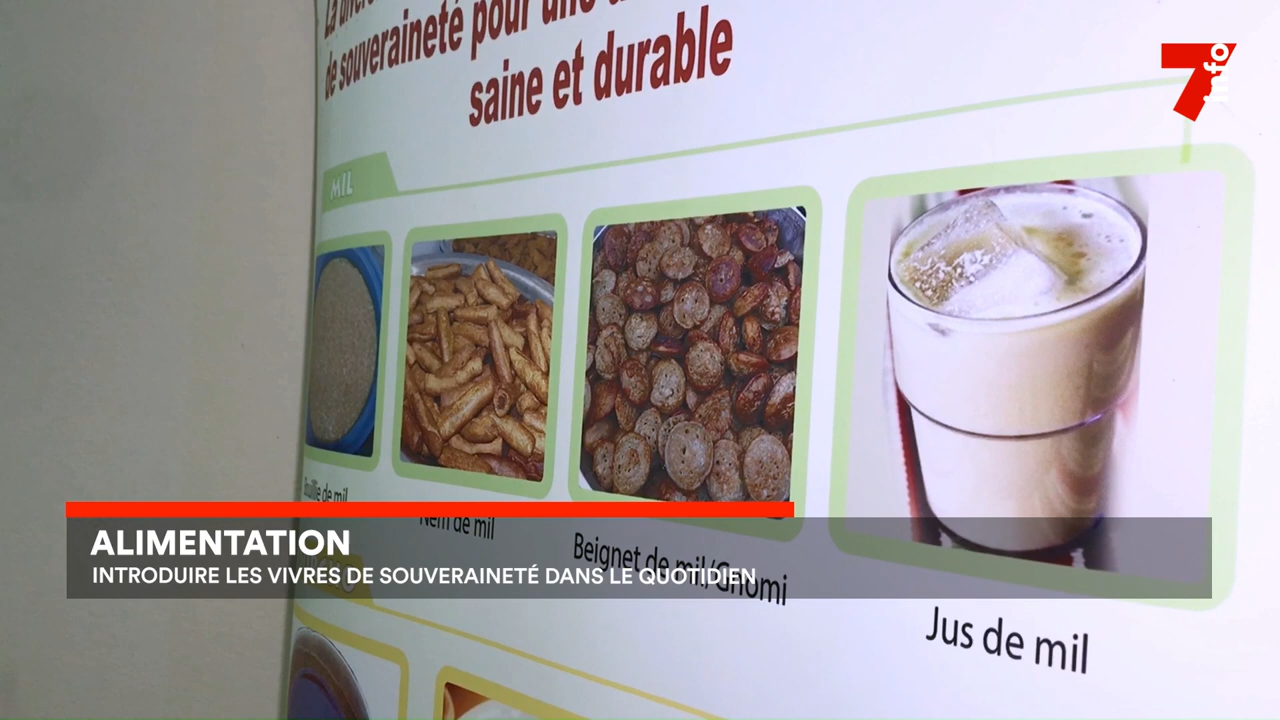 La
de souveraineté pour une
saine et durable
7 info
MIL
Bouillie de mil
Nem de mil
Beignet de mil/Gnomi
Jus de mil
ALIMENTATION
INTRODUIRE LES VIVRES DE SOUVERAINETÉ DANS LE QUOTIDIEN